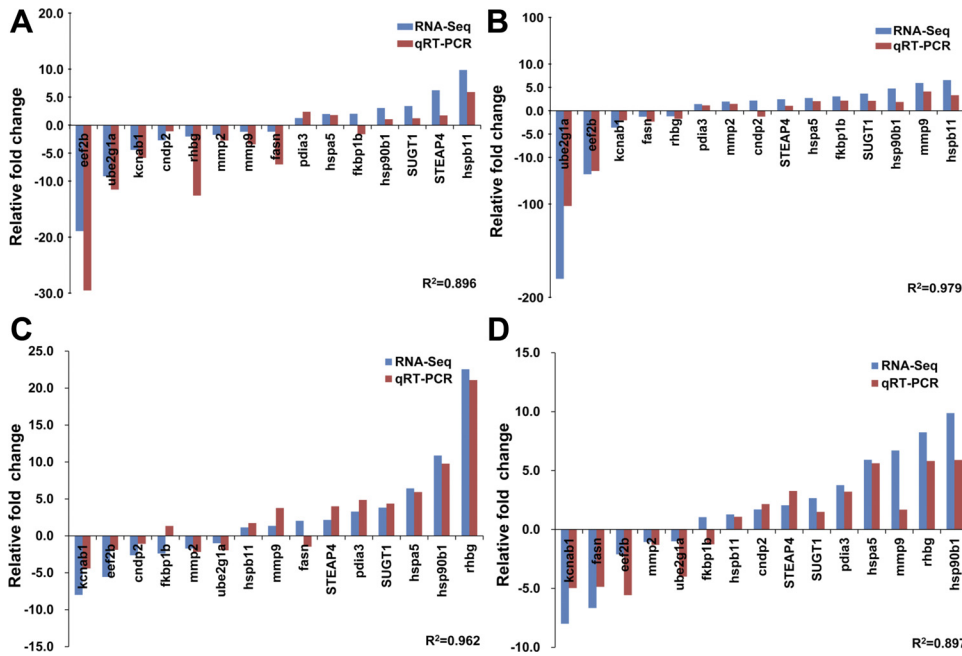 A
Relative fold change
20.0
10.0
0.0
-10.0
-20.0
-30.0
RNA-Seq
qRT-PCR
eef2b
ube2g1a
kcnab1
cndp2
rhbg
mmp2
mmp9
fasn
pdia3
hspa5
fkbp1b
hsp90b1
SUGT1
STEAP4
hspb11
R²=0.896
B
Relative fold change
100
10.0
5.0
0.0
-5.0
-100
-200
RNA-Seq
qRT-PCR
ube2g1a
eef2b
kcnab1
fasn
rhbg
pdia3
mmp2
cndp2
STEAP4
hspa5
fkbp1b
SUGT1
hsp90b1
mmp9
hspb11
R²=0.979
C
Relative fold change
25.0
20.0
15.0
10.0
5.0
0.0
-5.0
-10.0
-15.0
RNA-Seq
qRT-PCR
kcnab1
eef2b
cndp2
fkbp1b
mmp2
ube2g1a
hspb11
mmp9
fasn
STEAP4
pdia3
SUGT1
hspa5
hsp90b1
rhbg
R²=0.962
D
Relative fold change
15.0
10.0
5.0
0.0
-5.0
-10.0
RNA-Seq
qRT-PCR
kcnab1
fasn
eef2b
mmp2
ube2g1a
fkbp1b
hspb11
cndp2
STEAP4
SUGT1
pdia3
hspa5
mmp9
rhbg
hsp90b1
R²=0.897